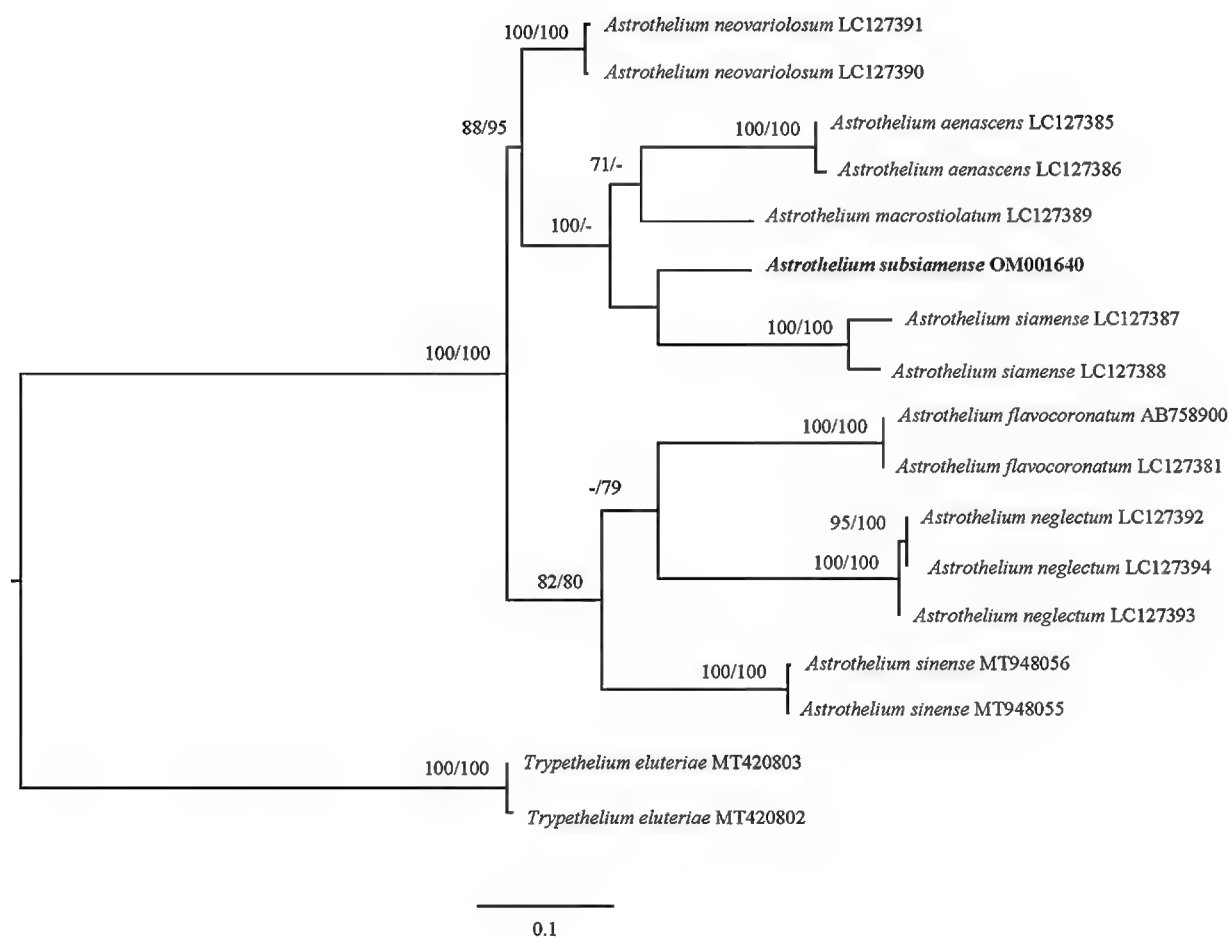 100/100
Astrothelium neovariolosum LC127391
Astrothelium neovariolosum LC127390
88/95
100/100
Astrothelium aenascens LC127385
Astrothelium aenascens LC127386
71/-
Astrothelium macrostiolatum LC127389
100/-
Astrothelium subsiamense OM001640
100/100
Astrothelium siamense LC127387
Astrothelium siamense LC127388
100/100
100/100
Astrothelium flavocoronatum AB758900
Astrothelium flavocoronatum LC127381
-/79
95/100
Astrothelium neglectum LC127392
100/100
Astrothelium neglectum LC127394
Astrothelium neglectum LC127393
82/80
100/100
Astrothelium sinense MT948056
Astrothelium sinense MT948055
100/100
Trypethelium eluteriae MT420803
Trypethelium eluteriae MT420802
0.1